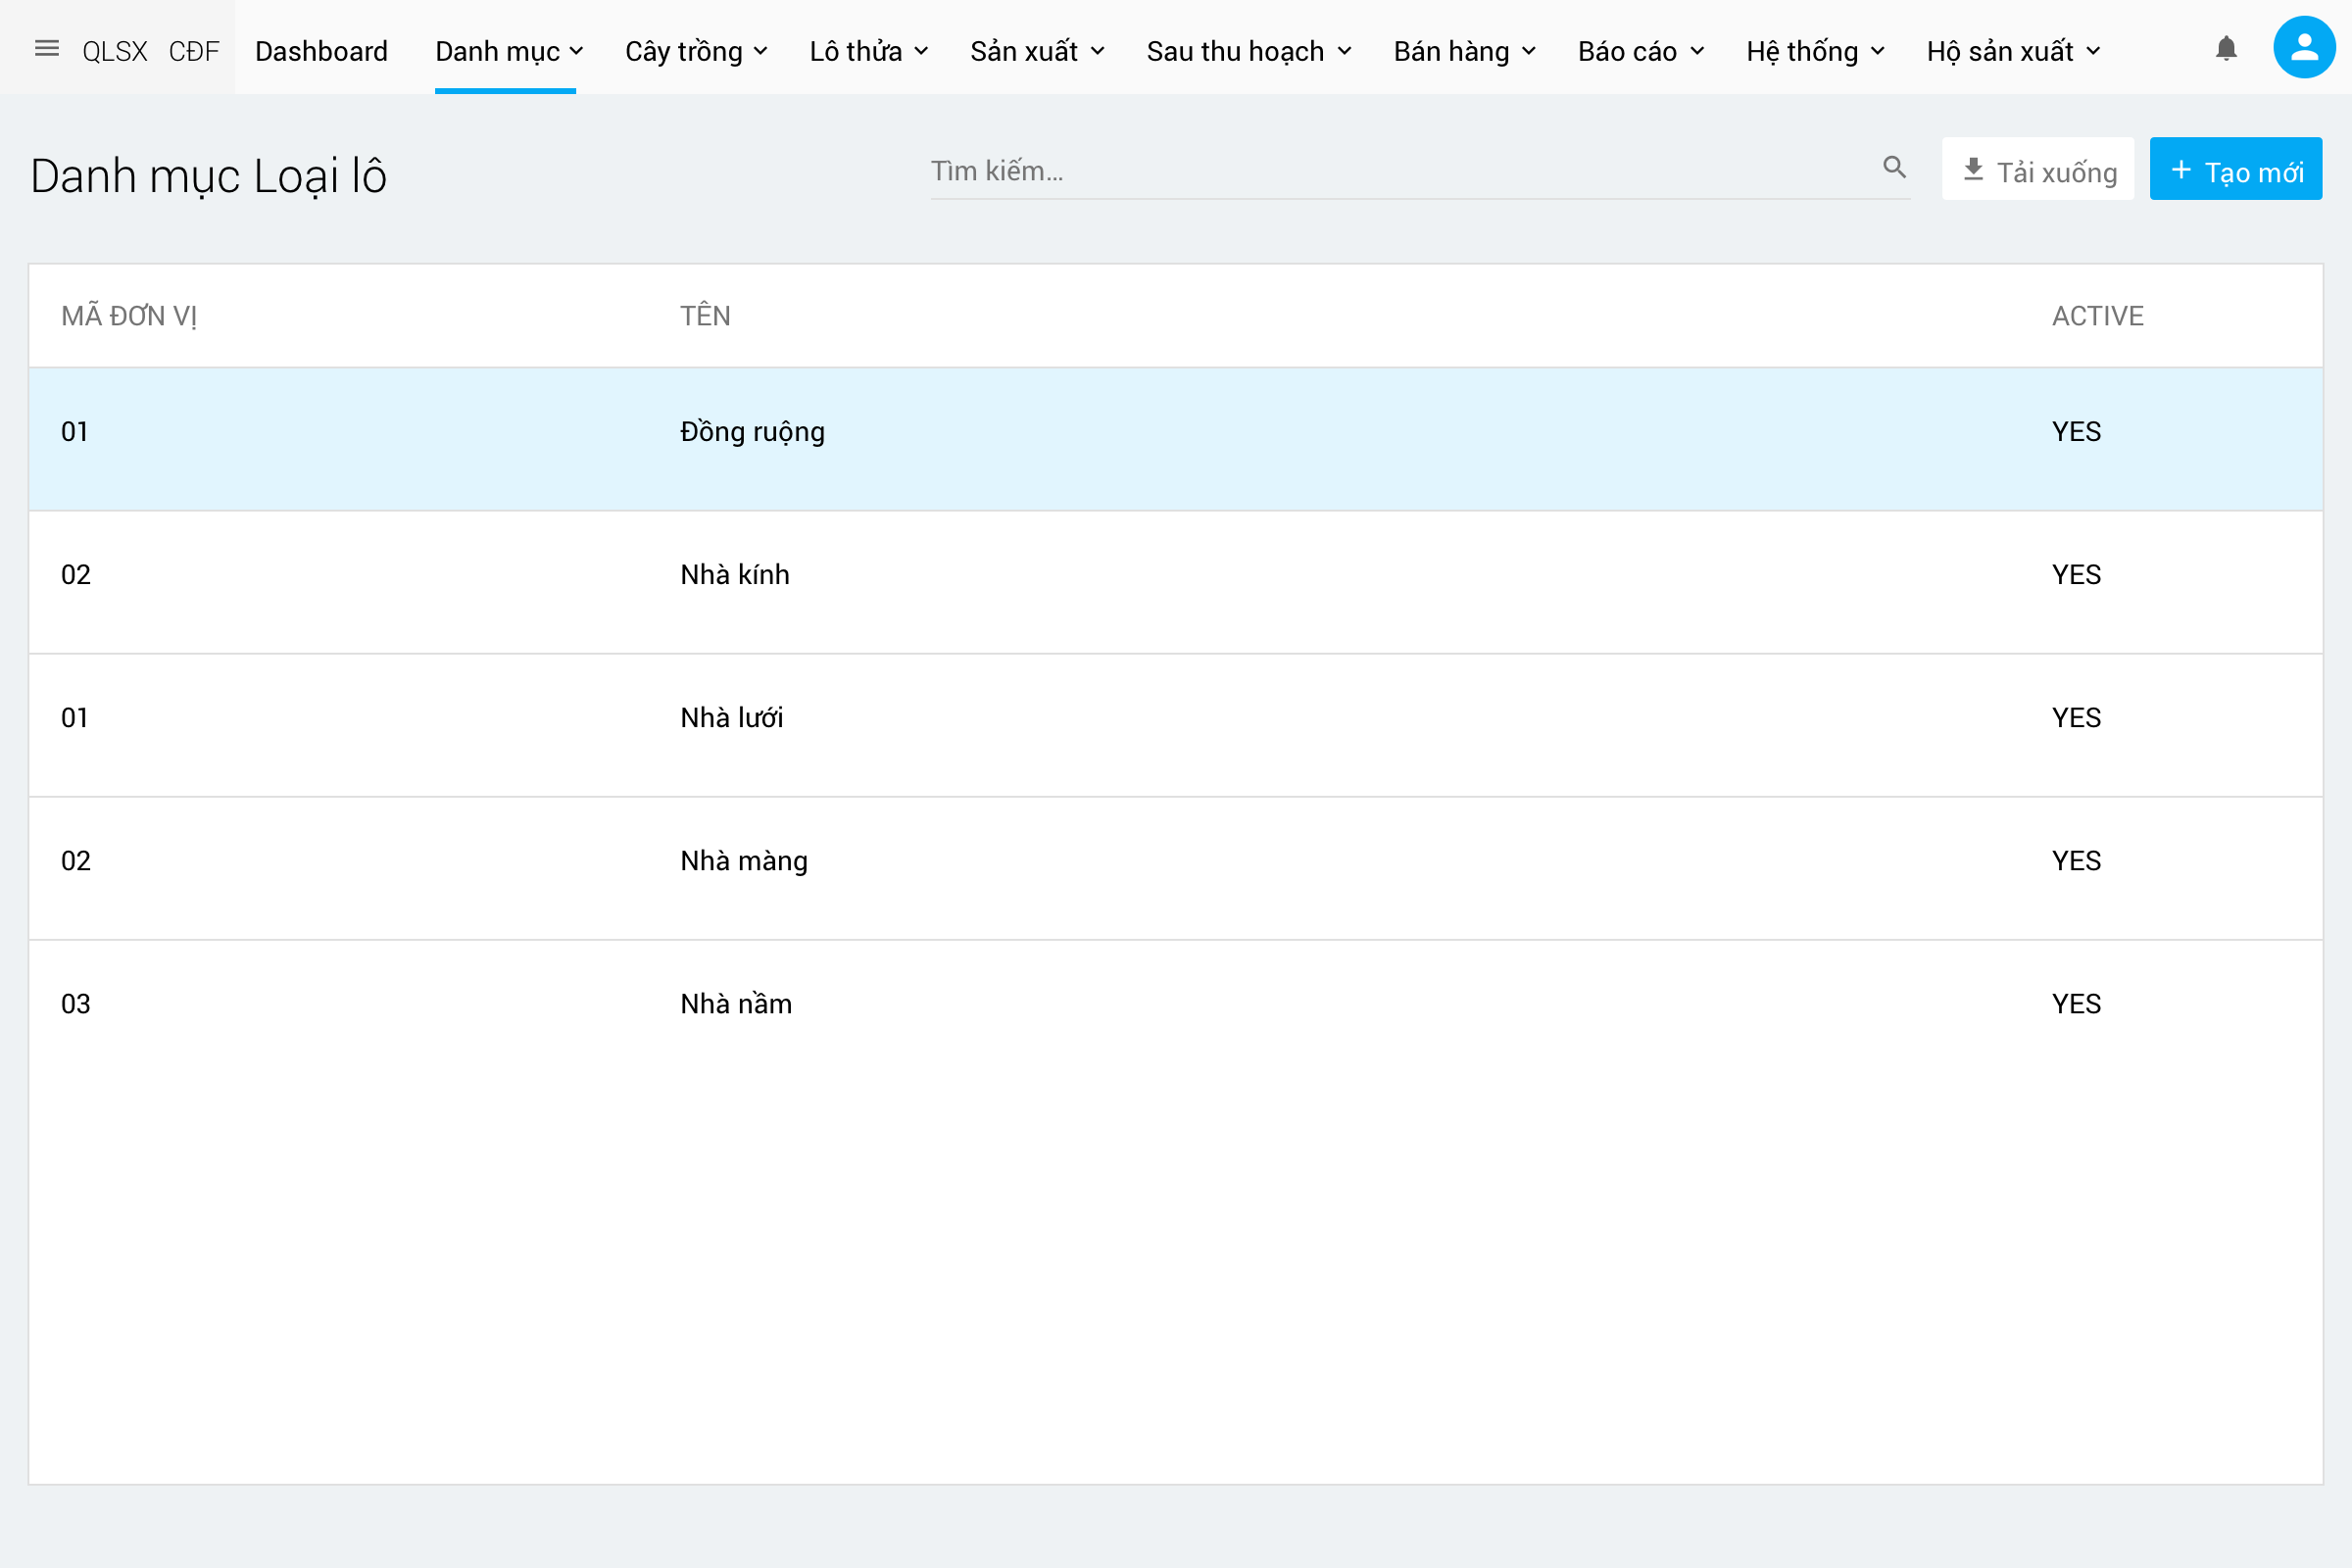 QLSX CĐF Dashboard Danh mục Cây trồng Lô thửa Sản xuất Sau thu hoạch Bán hàng Báo cáo Hệ thống Hộ sản xuất
Danh mục Loại lô Tìm kiếm... Tải xuống Tạo mới
MÃ ĐƠN VỊ TÊN ACTIVE
01 Đồng ruộng YES
02 Nhà kính YES
01 Nhà lưới YES
02 Nhà màng YES
03 Nhà nầm YES